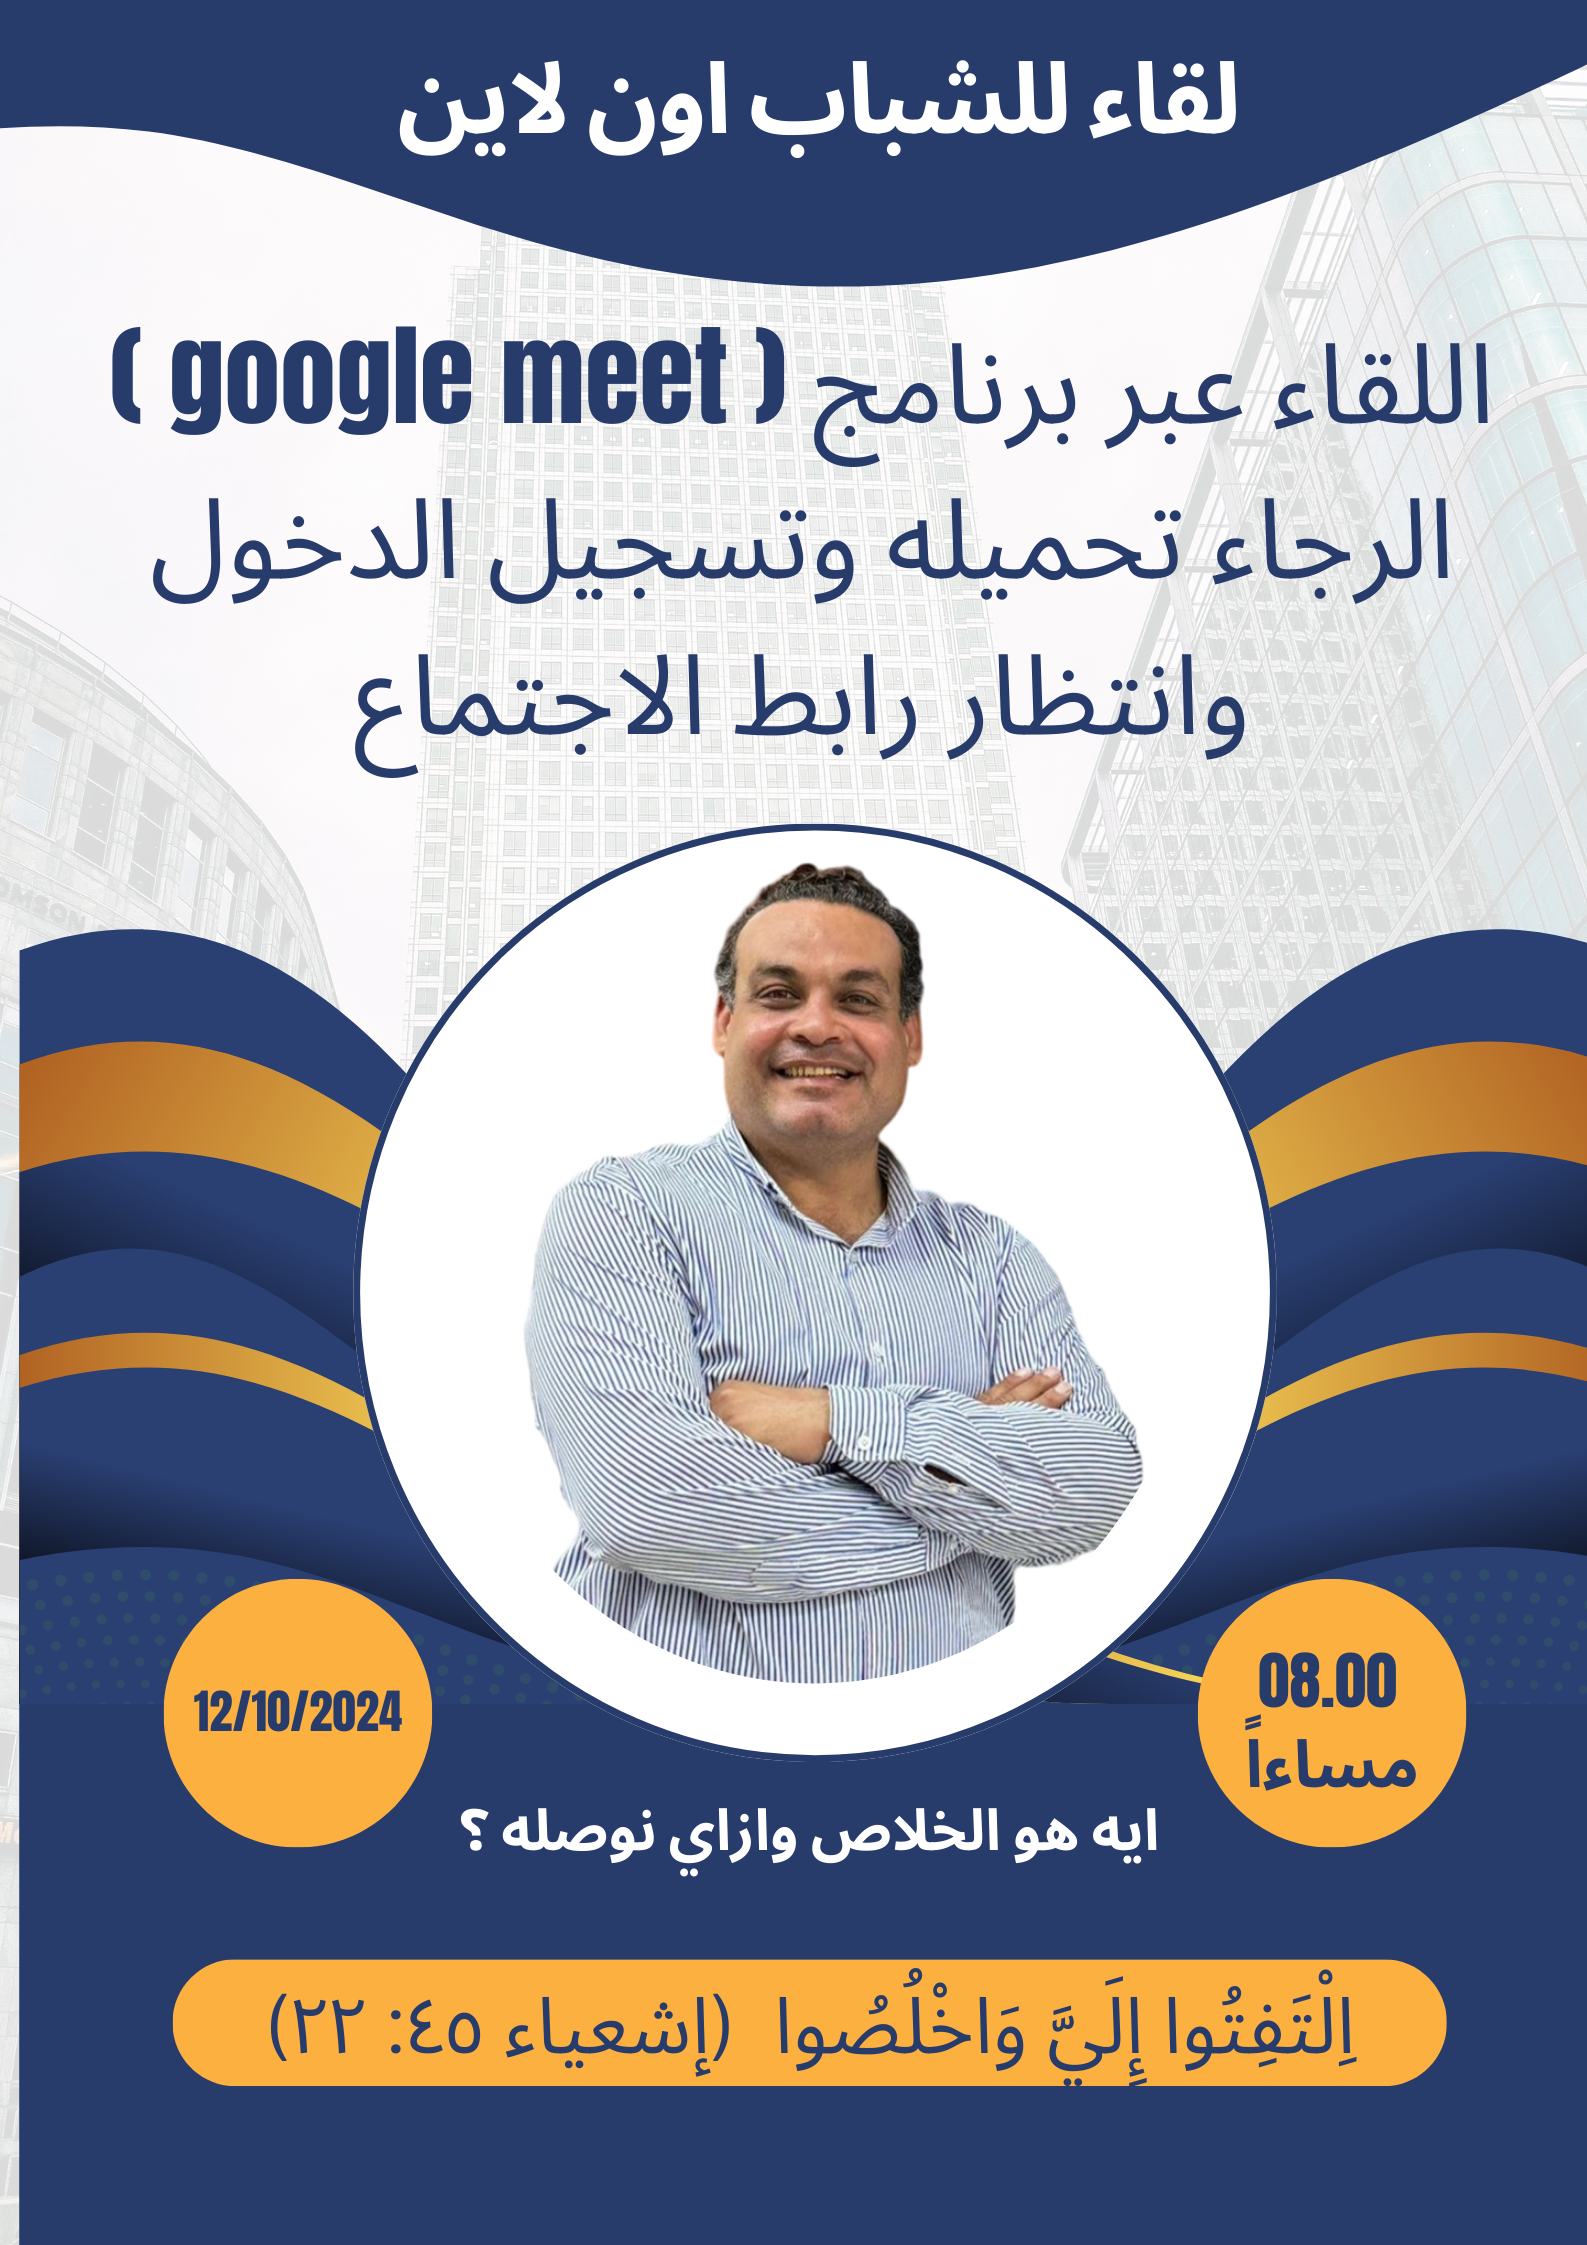 لقاء للشباب اون لاين
اللقاء عبر برنامج ( google meet )
الرجاء تحميله وتسجيل الدخول
وانتظار رابط الاجتماع
08.00
مساءاً
12/10/2024
ايه هو الخلاص وازاي نوصله ؟
اِلْتَفِتُوا إِلَيَّ وَاخْلُصُوا (إشعياء ٤٥: ٢٢)